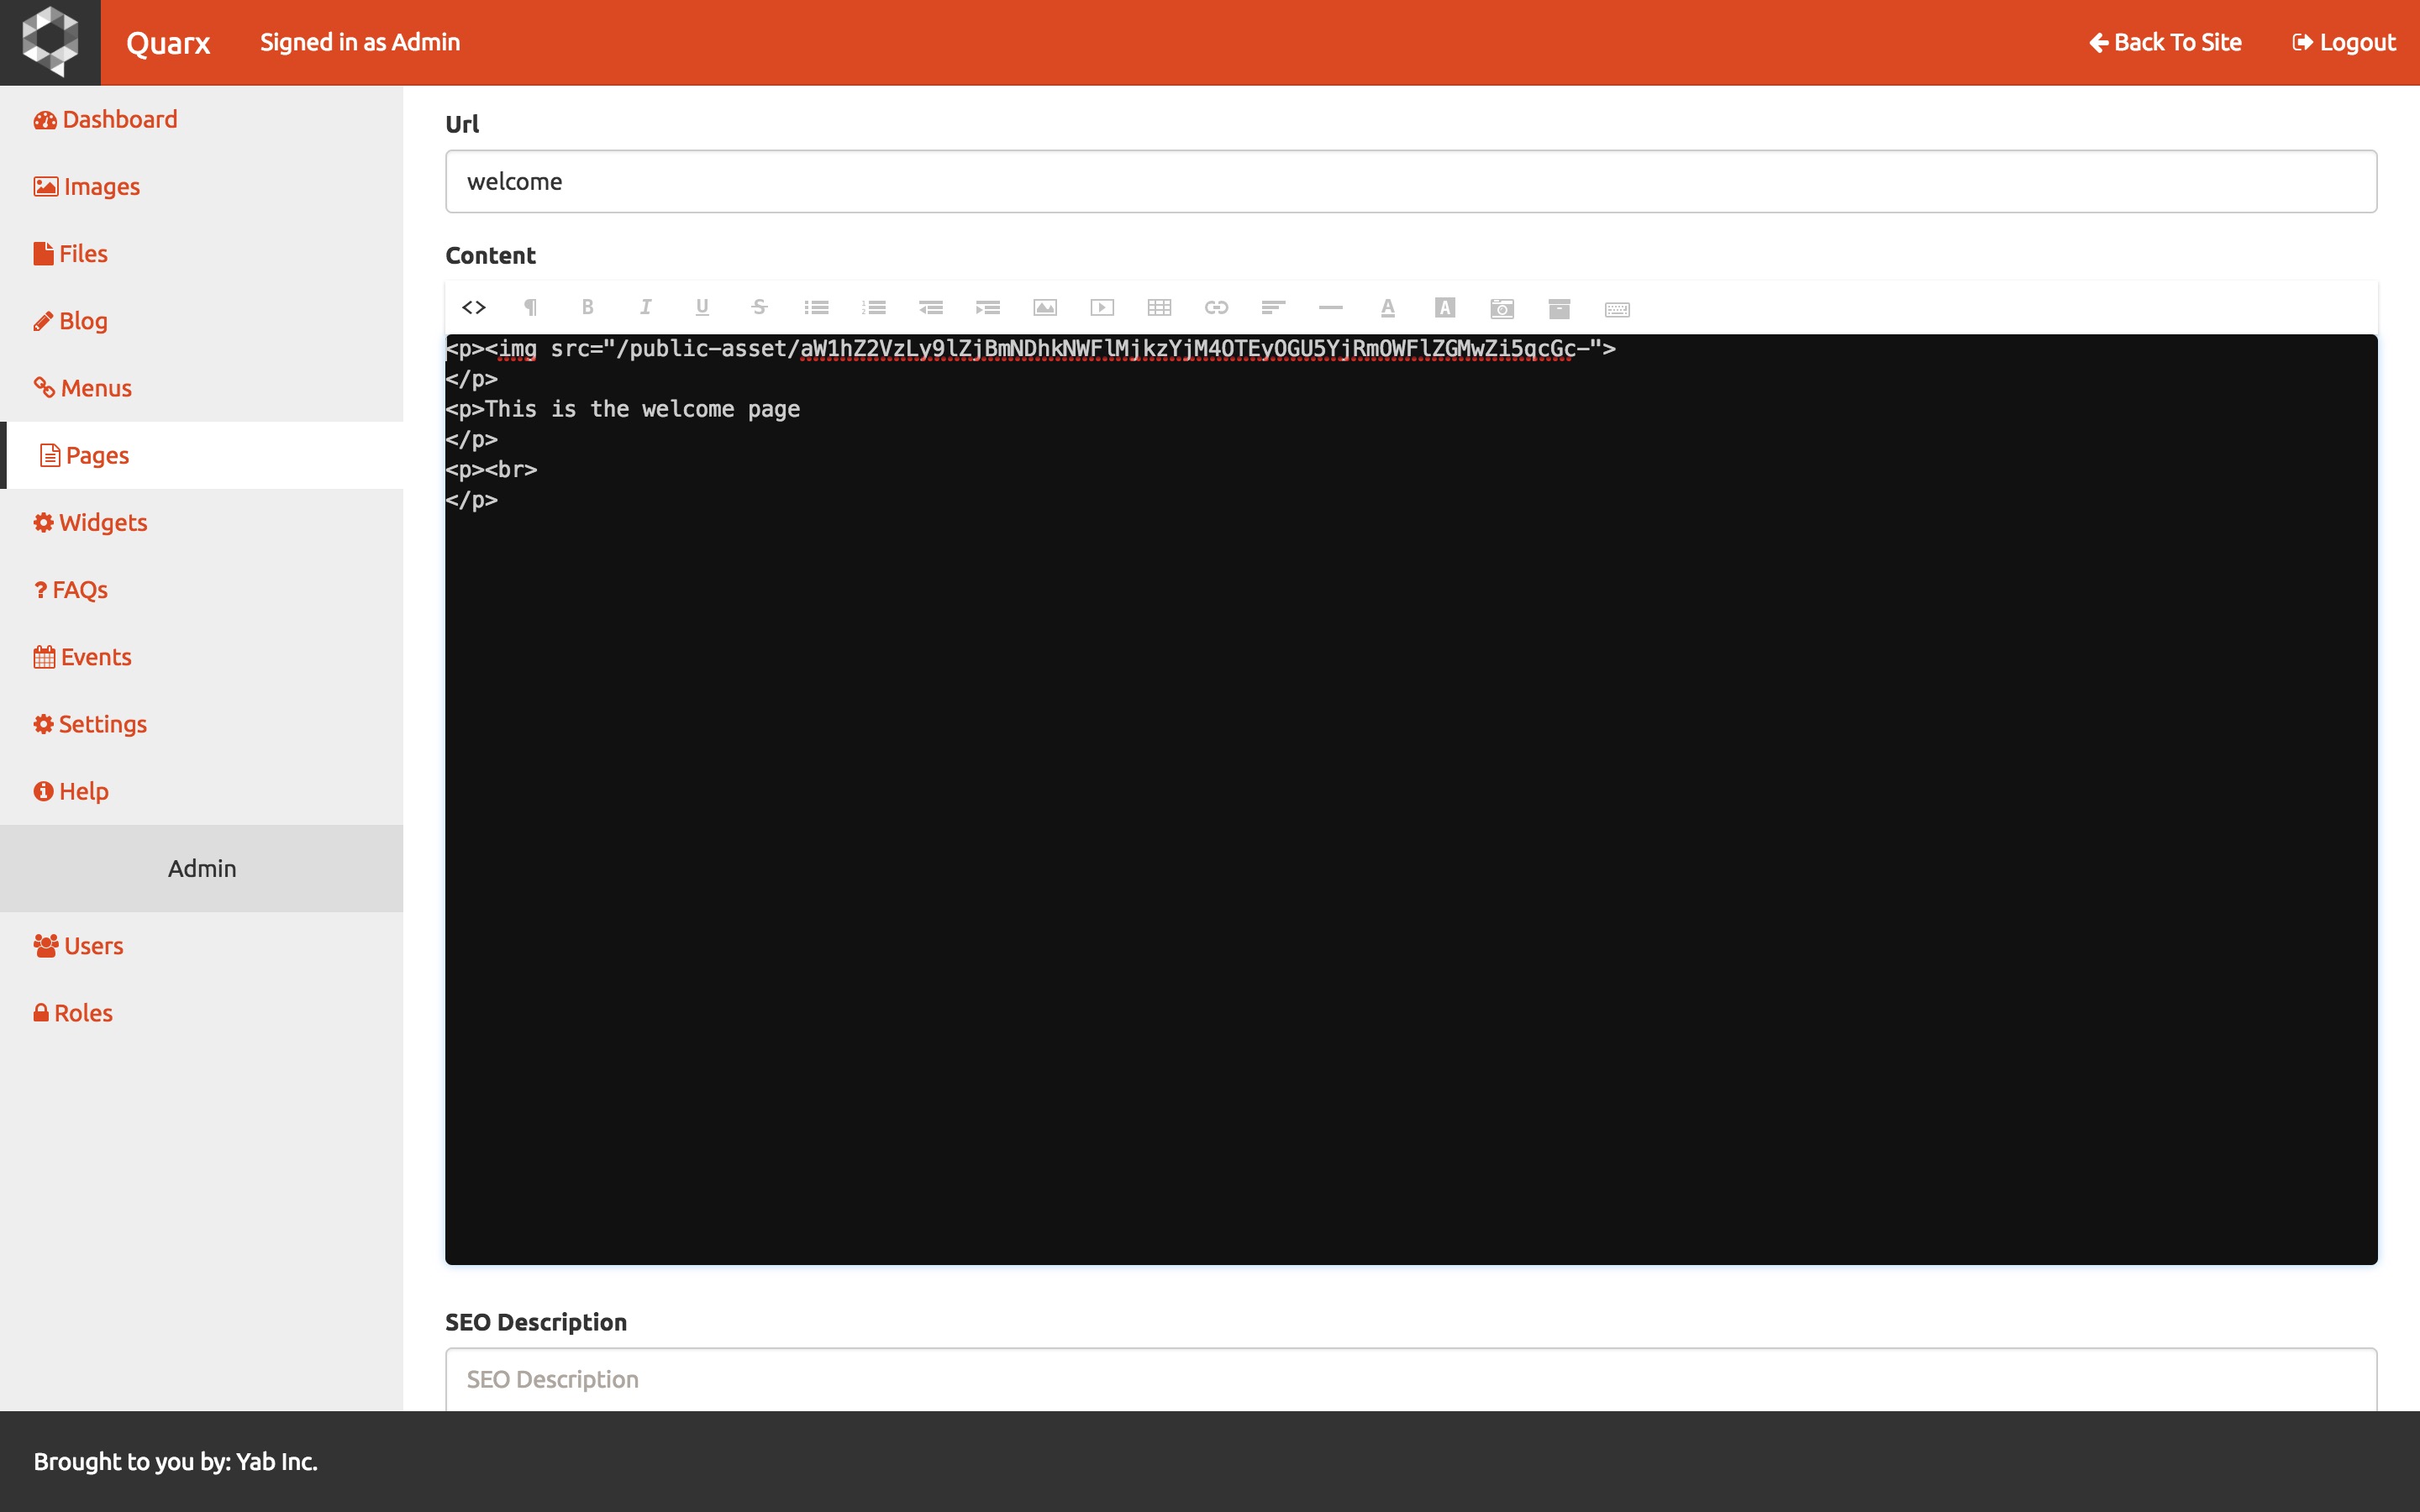 Quarx
Signed in as Admin
Back To Site
Logout
Dashboard
Images
Files
Blog
Menus
Pages
Widgets
FAQs
Events
Settings
Help
Admin
Users
Roles
Url
welcome
Content
<p><img src="/public-asset/aW1hZ2VzLy9lZjBmNDhkNWFlMjkzYjM4OTEyOGU5YjRmOWFlZGMwZi5qcGc-">
</p>
<p>This is the welcome page
</p>
<p><br>
</p>
SEO Description
SEO Description
Brought to you by: Yab Inc.